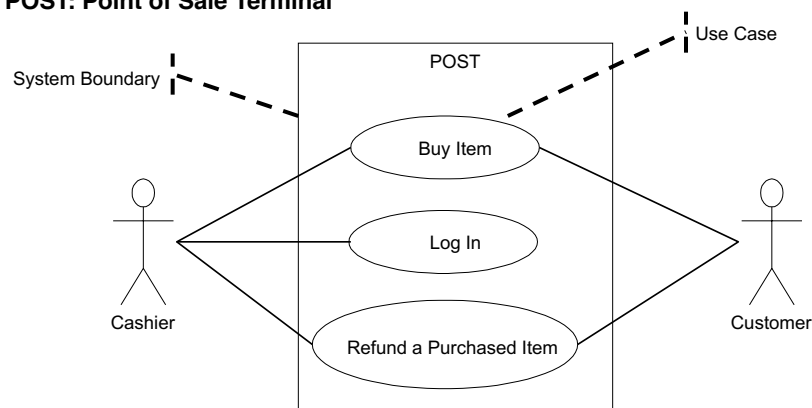 POST: Point of Sale Terminal
Use Case
System Boundary
POST
Buy Item
Log In
Cashier
Customer
Refund a Purchased Item